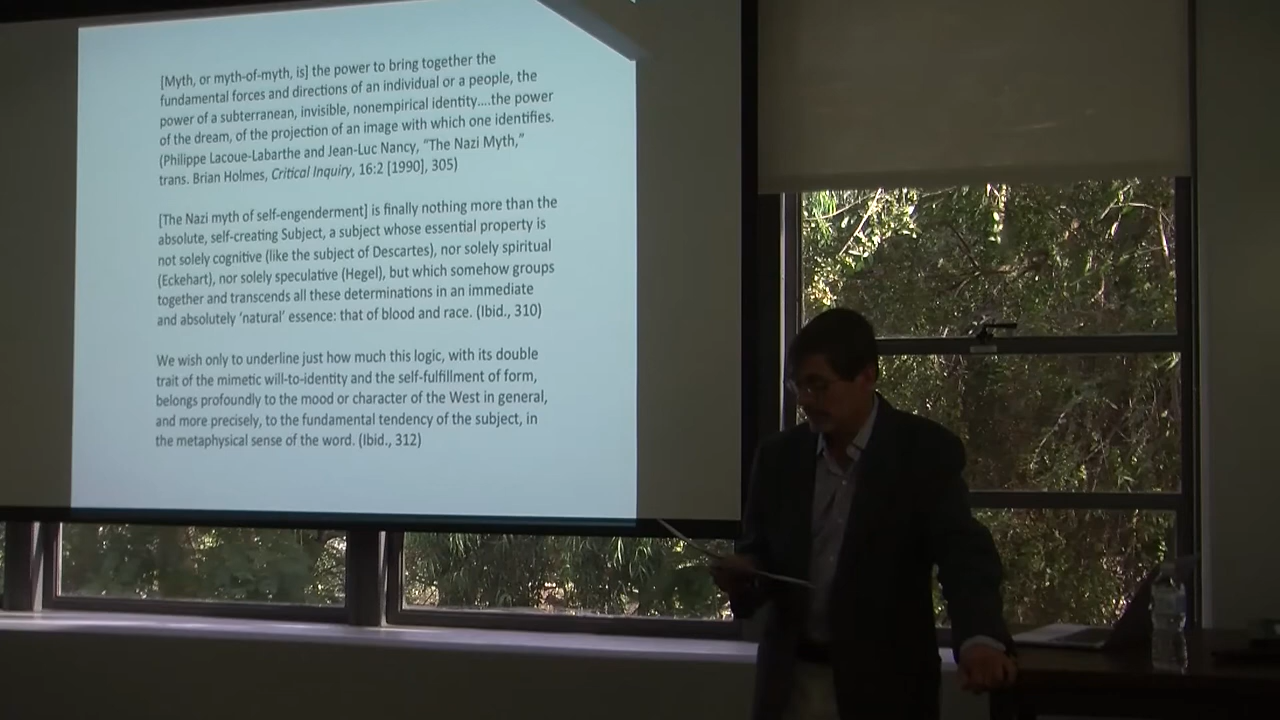 [Myth, or myth-of-myth, is] the power to bring together the
fundamental forces and directions of an individual or a people, the
power of a subterranean, invisible, nonempirical identity....the power
of the dream, of the projection of an image with which one identifies.
(Philippe Lacoue-Labarthe and Jean-Luc Nancy, “The Nazi Myth,”
trans. Brian Holmes, Critical Inquiry, 16:2 [1990], 305)
[The Nazi myth of self-engenderment] is finally nothing more than the
absolute, self-creating Subject, a subject whose essential property is
not solely cognitive (like the subject of Descartes), nor solely spiritual
(Eckehart), nor solely speculative (Hegel), but which somehow groups
together and transcends all these determinations in an immediate
and absolutely ‘natural’ essence: that of blood and race. (Ibid., 310)
We wish only to underline just how much this logic, with its double
trait of the mimetic will-to-identity and the self-fulfillment of form,
belongs profoundly to the mood or character of the West in general,
and more precisely, to the fundamental tendency of the subject, in
the metaphysical sense of the word. (Ibid., 312)